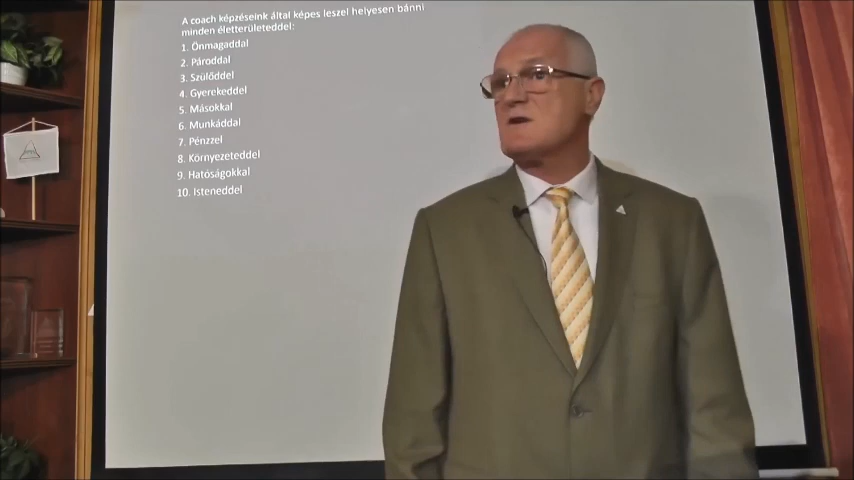 A coach képzéseink által képes leszel helyesen bánni
minden életterületeddel:
1. Önmagaddal
2. Pároddal
3. Szülőddel
4. Gyerekeddel
5. Másokkal
6. Munkáddal
7. Pénzzel
8. Környezeteddel
9. Hatóságokkal
10. Isteneddel